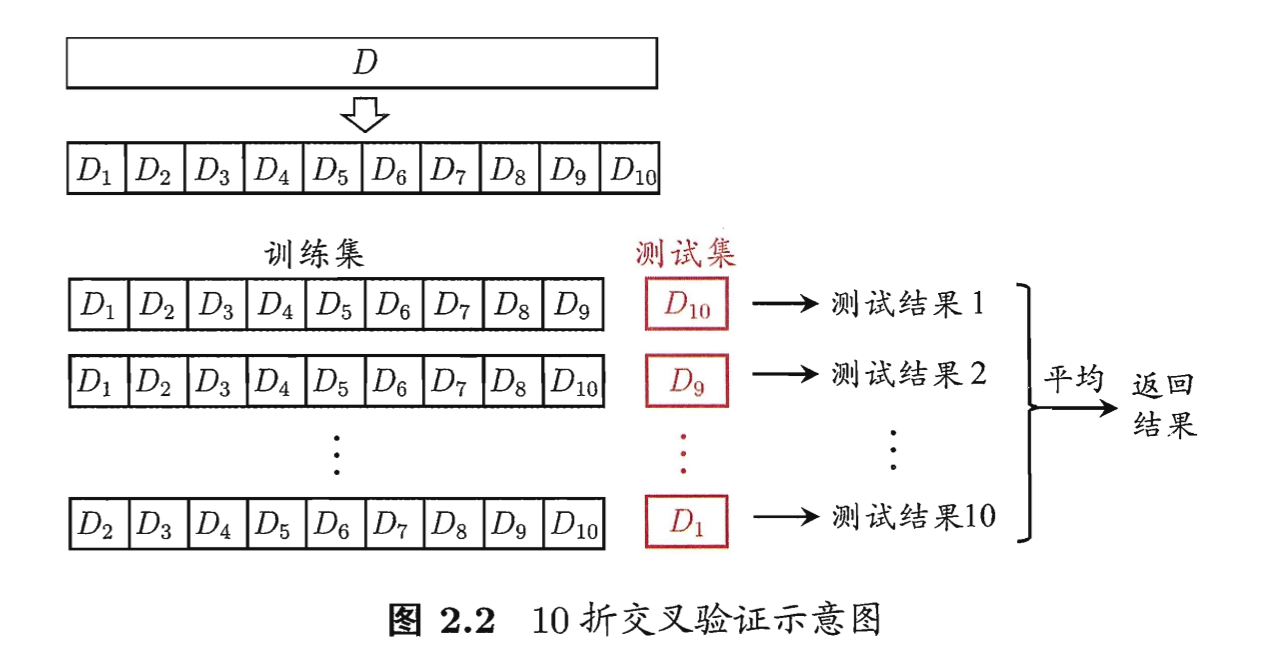 D
D₁ D₂ D₃ D₄ D₅ D₆ D₇ D₈ D₉ D₁₀
训练集 测试集
D₁ D₂ D₃ D₄ D₅ D₆ D₇ D₈ D₉ D₁₀ 测试结果 1
D₁ D₂ D₃ D₄ D₅ D₆ D₇ D₈ D₁₀ D₉ 测试结果 2
平均 返回
结果
⋮ ⋮ ⋮
D₂ D₃ D₄ D₅ D₆ D₇ D₈ D₉ D₁₀ D₁ 测试结果10
图 2.2 10 折交叉验证示意图